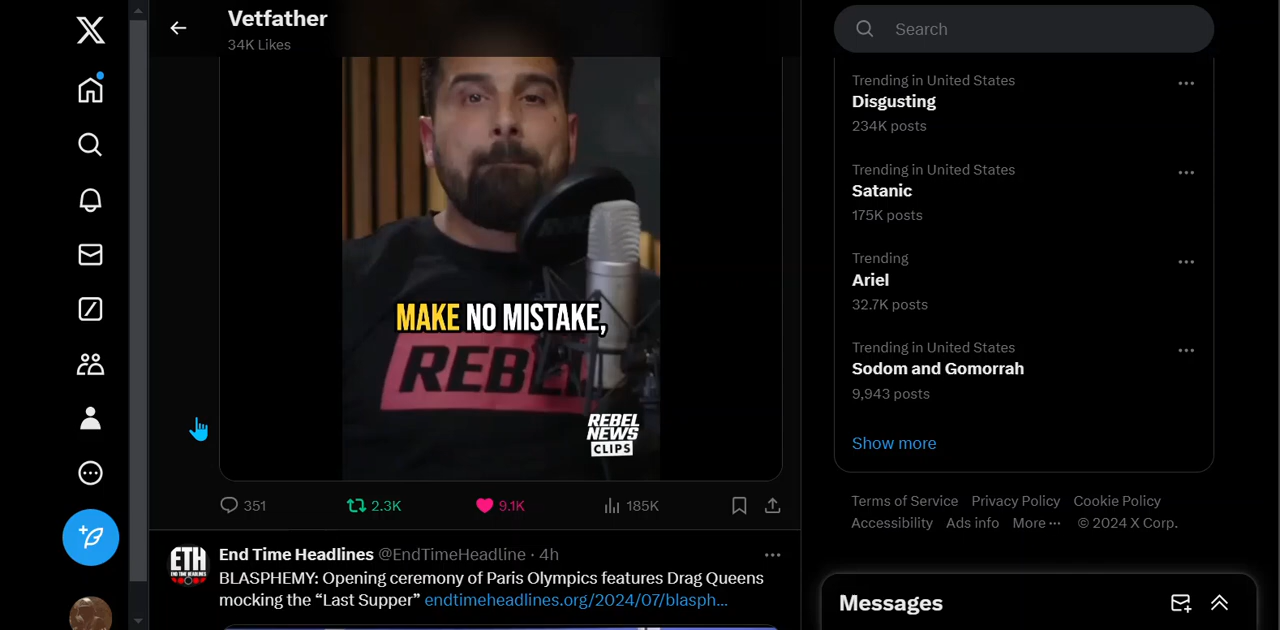 Vetfather
34K Likes
MAKE NO MISTAKE,
REBEL
REBEL
NEWS
CLIPS
351
2.3K
9.1K
185K
ETH
END TIME HEADLINES
End Time Headlines @EndTimeHeadline · 4h
BLASPHEMY: Opening ceremony of Paris Olympics features Drag Queens
mocking the “Last Supper” endtimeheadlines.org/2024/07/blasph...
Search
Trending in United States
Disgusting
234K posts
Trending in United States
Satanic
175K posts
Trending
Ariel
32.7K posts
Trending in United States
Sodom and Gomorrah
9,943 posts
Show more
Terms of Service Privacy Policy Cookie Policy
Accessibility Ads info More ··· © 2024 X Corp.
Messages